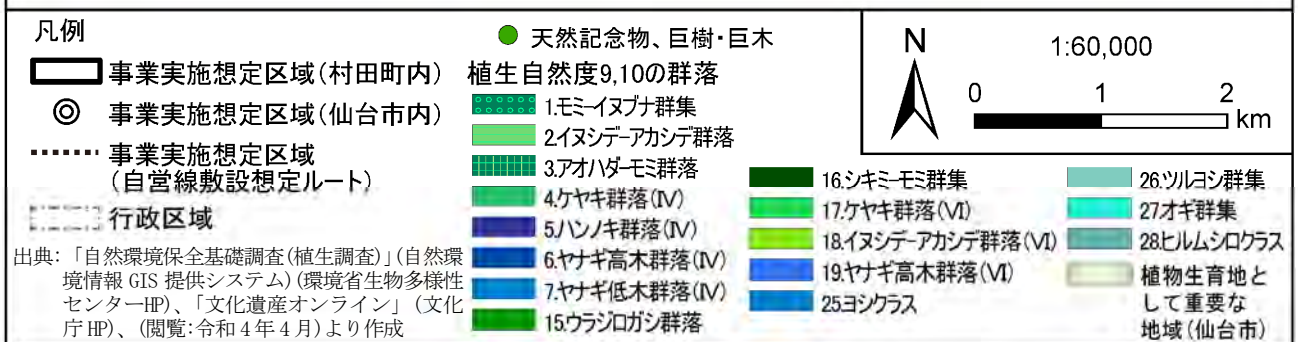 凡例
事業実施想定区域(村田町内)
事業実施想定区域(仙台市内)
事業実施想定区域
(自営線敷設想定ルート)
行政区域
出典:「自然環境保全基礎調査(植生調査)」(自然環
境情報 GIS 提供システム)(環境省生物多様性
センターHP)、「文化遺産オンライン」(文化
庁 HP)、(閲覧:令和4年4月)より作成
天然記念物、巨樹・巨木
植生自然度9,10の群落
1.モミーイヌブナ群集
2.イヌシデーアカシデ群落
3.アオハダーモミ群落
4.ケヤキ群落(Ⅳ)
5.ハンノキ群落(Ⅳ)
6.ヤナギ高木群落(Ⅳ)
7.ヤナギ低木群落(Ⅳ)
15.ウラジロガシ群落
16.シキミーモミ群集
17.ケヤキ群落(Ⅵ)
18.イヌシデーアカシデ群落(Ⅵ)
19.ヤナギ高木群落(Ⅵ)
25.ヨシクラス
26.ツルヨシ群集
27オギ群集
28.ヒルムシロクラス
植物生育地と
して重要な
地域(仙台市)
N
1:60,000
0 1 2
km